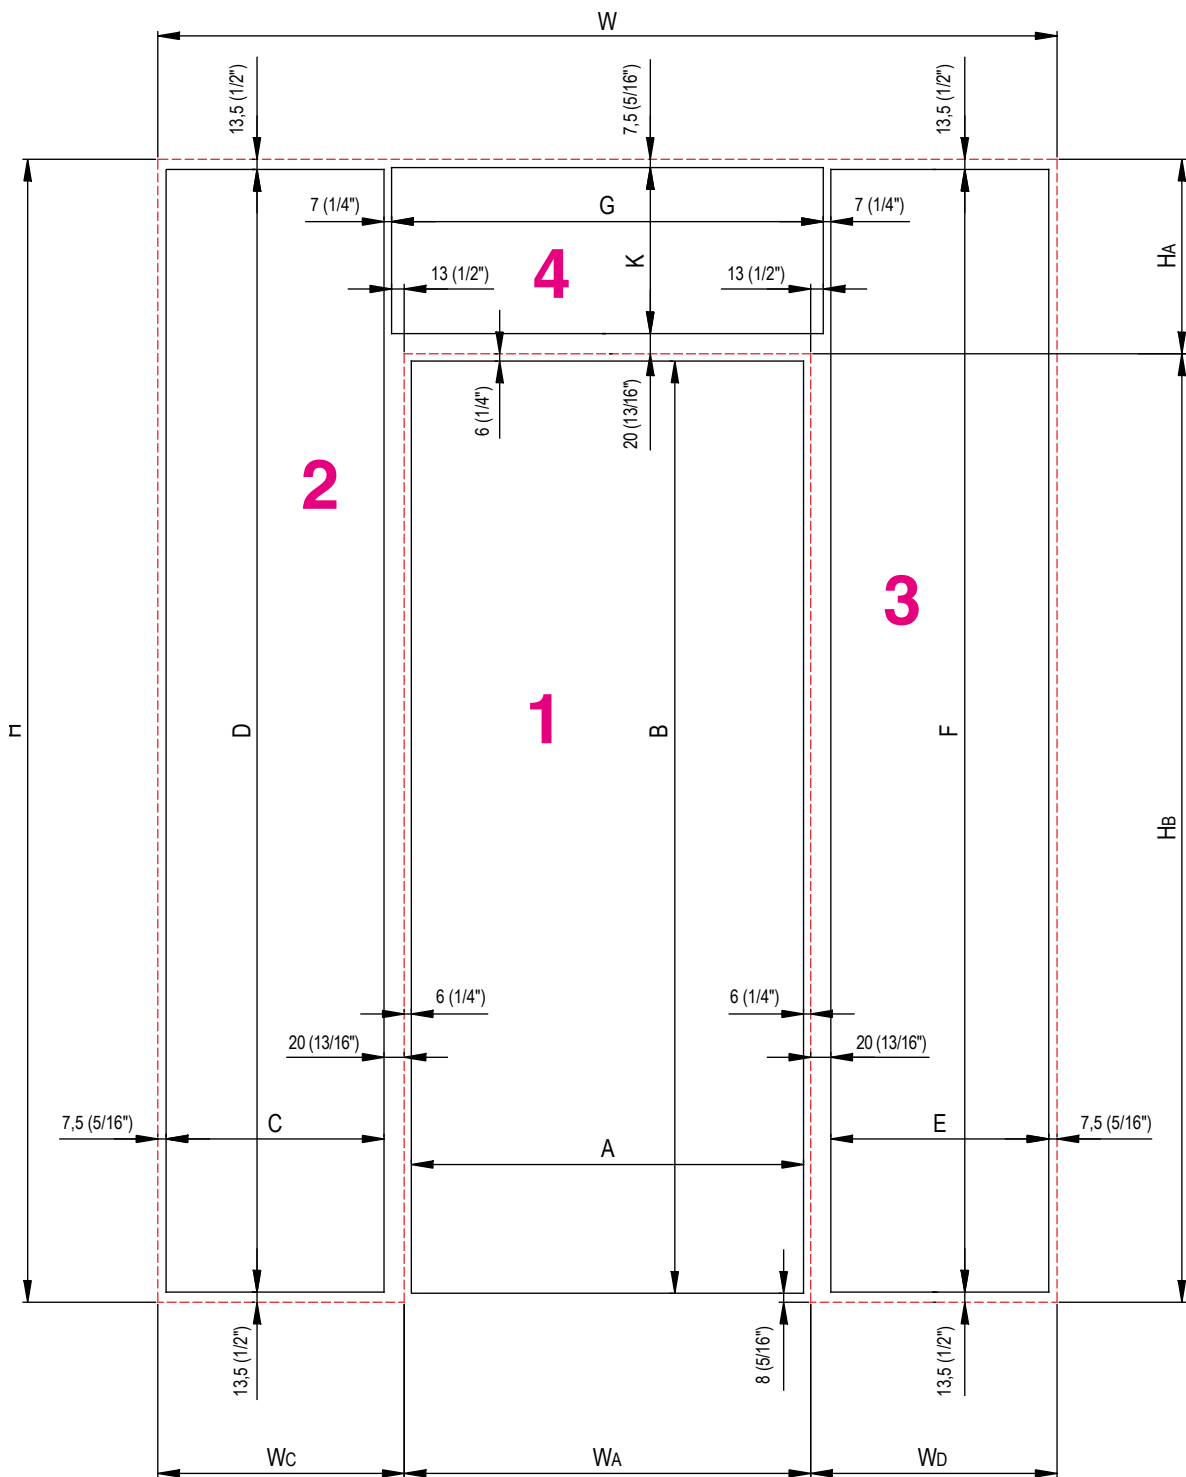 W
13,5 (1/2")
7,5 (5/16")
13,5 (1/2")
7 (1/4")
G
7 (1/4")
K
HA
13 (1/2")
4
13 (1/2")
6 (1/4")
20 (13/16")
2
3
H
D
1
B
F
HB
6 (1/4")
6 (1/4")
20 (13/16")
20 (13/16")
7,5 (5/16")
C
A
E
7,5 (5/16")
13,5 (1/2")
8 (5/16")
13,5 (1/2")
WC
WA
WD